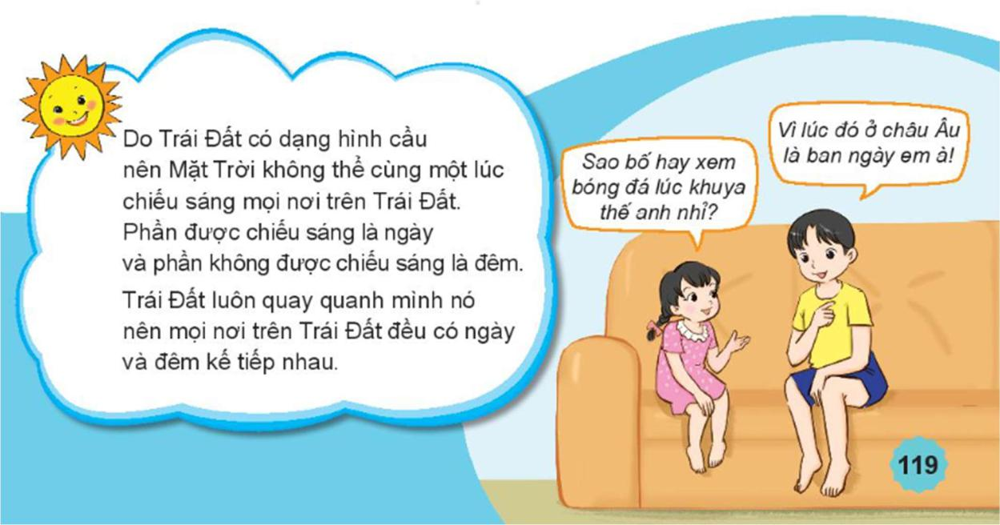 Do Trái Đất có dạng hình cầu
nên Mặt Trời không thể cùng một lúc
chiếu sáng mọi nơi trên Trái Đất.
Phần được chiếu sáng là ngày
và phần không được chiếu sáng là đêm.
Trái Đất luôn quay quanh mình nó
nên mọi nơi trên Trái Đất đều có ngày
và đêm kế tiếp nhau.
Sao bố hay xem
bóng đá lúc khuya
thế anh nhỉ?
Vì lúc đó ở châu Âu
là ban ngày em à!
119